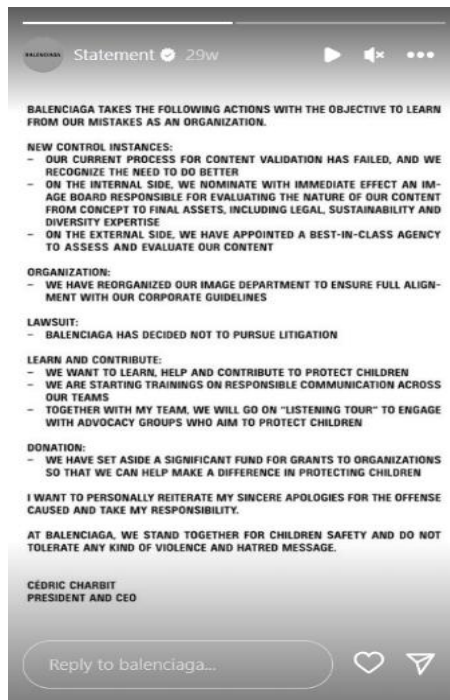 BALENCIAGA
Statement 29w
BALENCIAGA TAKES THE FOLLOWING ACTIONS WITH THE OBJECTIVE TO LEARN
FROM OUR MISTAKES AS AN ORGANIZATION.
NEW CONTROL INSTANCES:
- OUR CURRENT PROCESS FOR CONTENT VALIDATION HAS FAILED, AND WE
RECOGNIZE THE NEED TO DO BETTER
- ON THE INTERNAL SIDE, WE NOMINATE WITH IMMEDIATE EFFECT AN IM-
AGE BOARD RESPONSIBLE FOR EVALUATING THE NATURE OF OUR CONTENT
FROM CONCEPT TO FINAL ASSETS, INCLUDING LEGAL, SUSTAINABILITY AND
DIVERSITY EXPERTISE
- ON THE EXTERNAL SIDE, WE HAVE APPOINTED A BEST-IN-CLASS AGENCY
TO ASSESS AND EVALUATE OUR CONTENT
ORGANIZATION:
- WE HAVE REORGANIZED OUR IMAGE DEPARTMENT TO ENSURE FULL ALIGN-
MENT WITH OUR CORPORATE GUIDELINES
LAWSUIT:
- BALENCIAGA HAS DECIDED NOT TO PURSUE LITIGATION
LEARN AND CONTRIBUTE:
- WE WANT TO LEARN, HELP AND CONTRIBUTE TO PROTECT CHILDREN
- WE ARE STARTING TRAININGS ON RESPONSIBLE COMMUNICATION ACROSS
OUR TEAMS
- TOGETHER WITH MY TEAM, WE WILL GO ON "LISTENING TOUR" TO ENGAGE
WITH ADVOCACY GROUPS WHO AIM TO PROTECT CHILDREN
DONATION:
- WE HAVE SET ASIDE A SIGNIFICANT FUND FOR GRANTS TO ORGANIZATIONS
SO THAT WE CAN HELP MAKE A DIFFERENCE IN PROTECTING CHILDREN
I WANT TO PERSONALLY REITERATE MY SINCERE APOLOGIES FOR THE OFFENSE
CAUSED AND TAKE MY RESPONSIBILITY.
AT BALENCIAGA, WE STAND TOGETHER FOR CHILDREN SAFETY AND DO NOT
TOLERATE ANY KIND OF VIOLENCE AND HATRED MESSAGE.
CÉDRIC CHARBIT
PRESIDENT AND CEO
Reply to balenciaga...